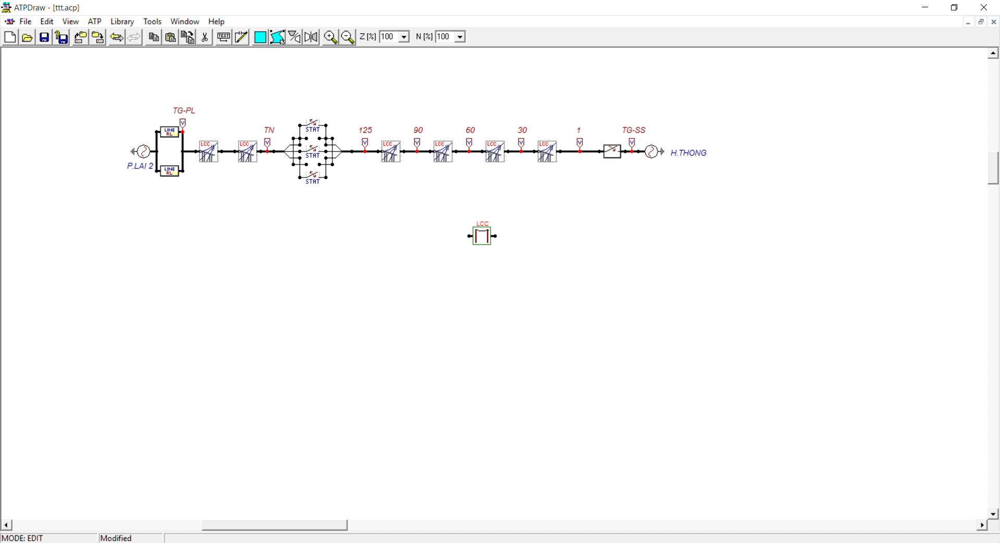 ATPDraw - [ttt.acp]
File Edit View ATP Library Tools Window Help
TEXT Z [%] 100 N [%] 100
TG-PL
V
LINE
RL
TN
V
STAT
125
V
90
V
60
V
30
V
1
V
TG-SS
V
LCC
LCC
STAT
LCC
LCC
LCC
LCC
H.THONG
P.LAI 2
LINE
RL
STAT
LCC
MODE: EDIT
Modified